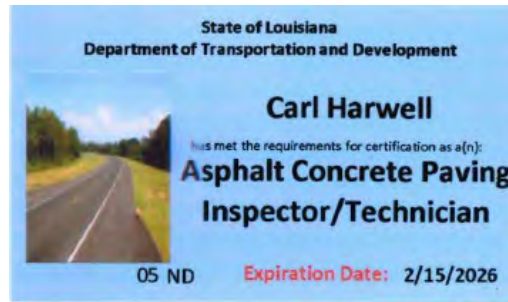 State of Louisiana
Department of Transportation and Development
Carl Harwell
has met the requirements for certification as a(n):
Asphalt Concrete Paving
Inspector/Technician
05 ND Expiration Date: 2/15/2026